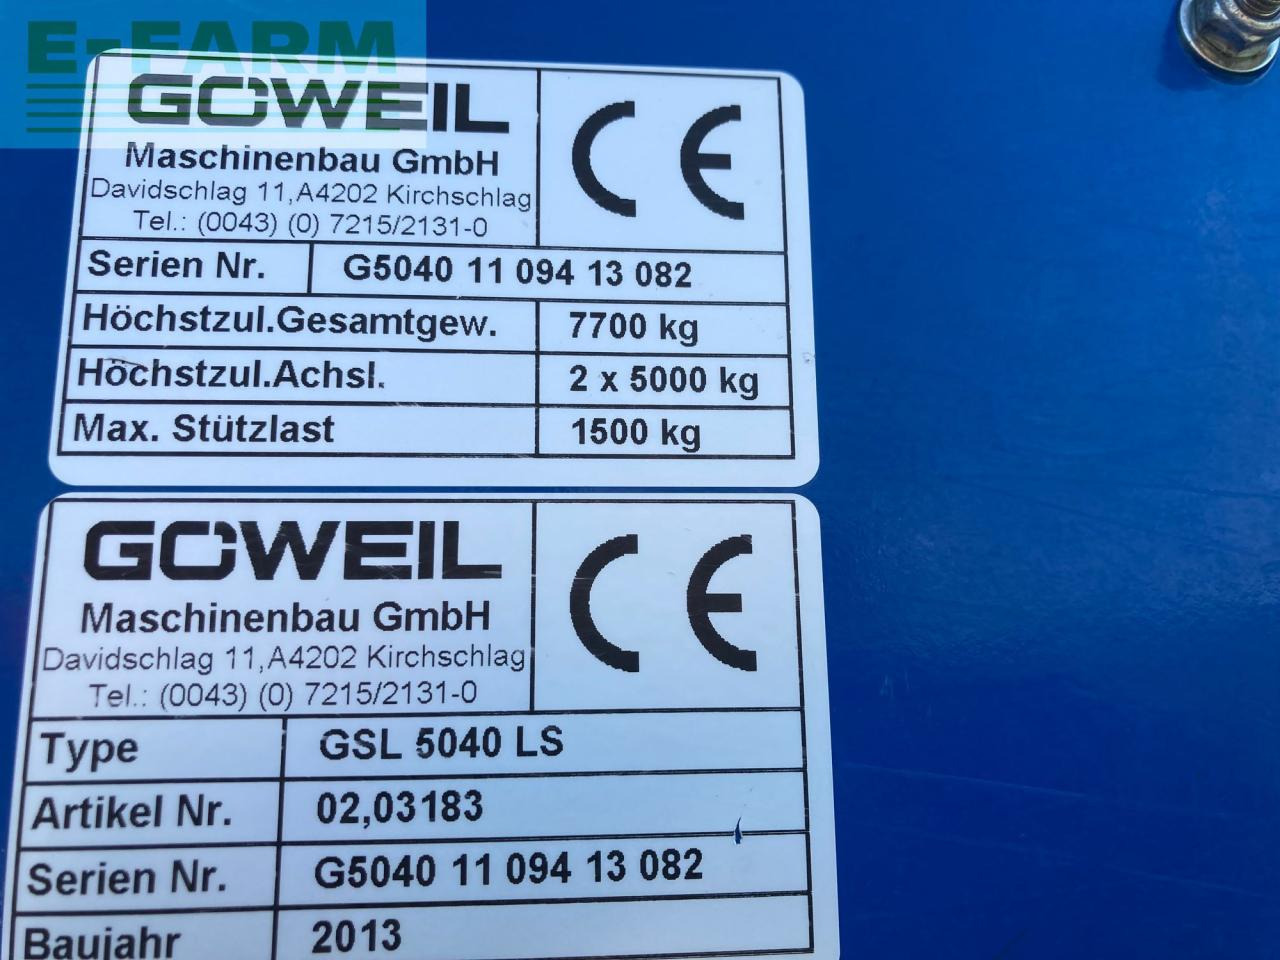 E-FARM
GÖWEIL
Maschinenbau GmbH
Davidschlag 11,A4202 Kirchschlag
Tel.: (0043) (0) 7215/2131-0
CE
Serien Nr. G5040 11 094 13 082
Höchstzul.Gesamtgew. 7700 kg
Höchstzul.Achsl. 2 x 5000 kg
Max. Stützlast 1500 kg
GÖWEIL
Maschinenbau GmbH
Davidschlag 11,A4202 Kirchschlag
Tel.: (0043) (0) 7215/2131-0
CE
Type GSL 5040 LS
Artikel Nr. 02,03183
Serien Nr. G5040 11 094 13 082
Baujahr 2013